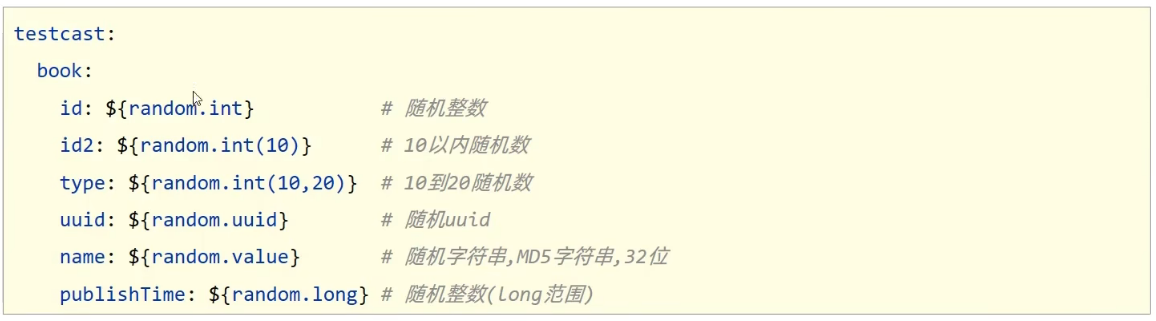 testcast:
book:
id: ${random.int} # 随机整数
id2: ${random.int(10)} # 10以内随机数
type: ${random.int(10,20)} # 10到20随机数
uuid: ${random.uuid} # 随机uuid
name: ${random.value} # 随机字符串,MD5字符串,32位
publishTime: ${random.long} # 随机整数(long范围)